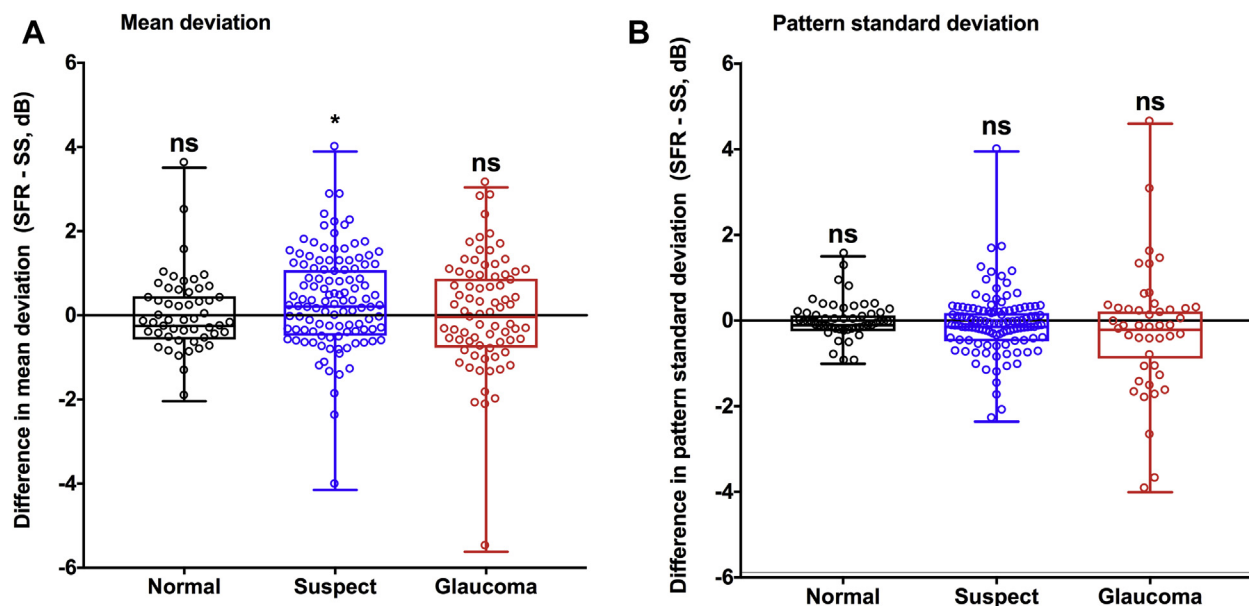 A
Mean deviation
Difference in mean deviation (SFR - SS, dB)
6
4
2
0
-2
-4
-6
ns
*
ns
Normal
Suspect
Glaucoma
B
Pattern standard deviation
Difference in pattern standard deviation (SFR - SS, dB)
6
4
2
0
-2
-4
-6
ns
ns
ns
Normal
Suspect
Glaucoma